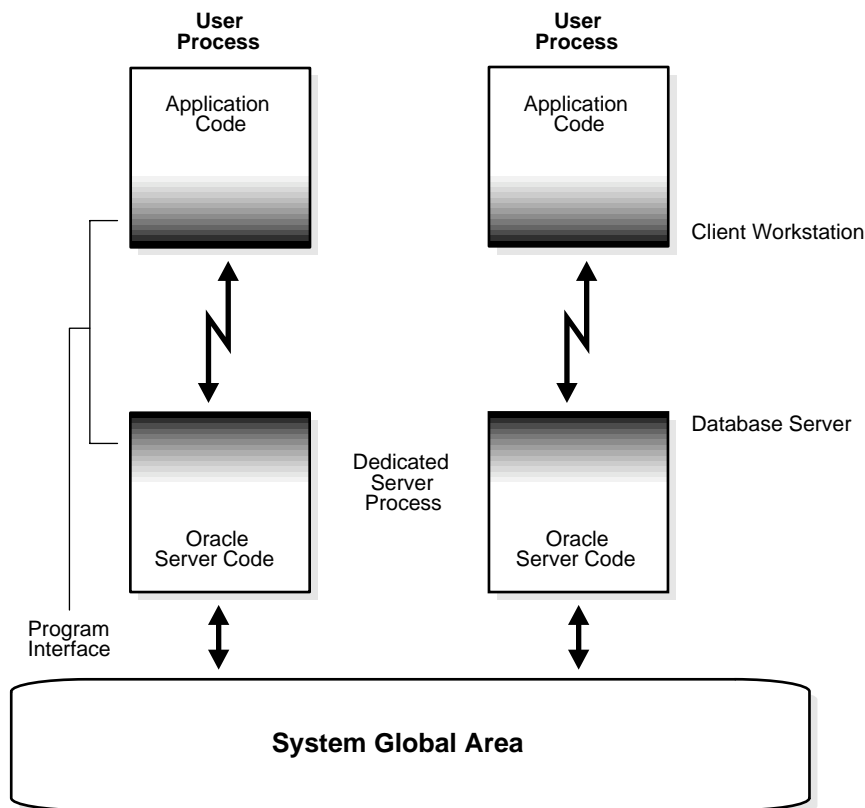 User
Process
User
Process
Application
Code
Application
Code
Client Workstation
Database Server
Dedicated
Server
Process
Oracle
Server Code
Oracle
Server Code
Program
Interface
System Global Area